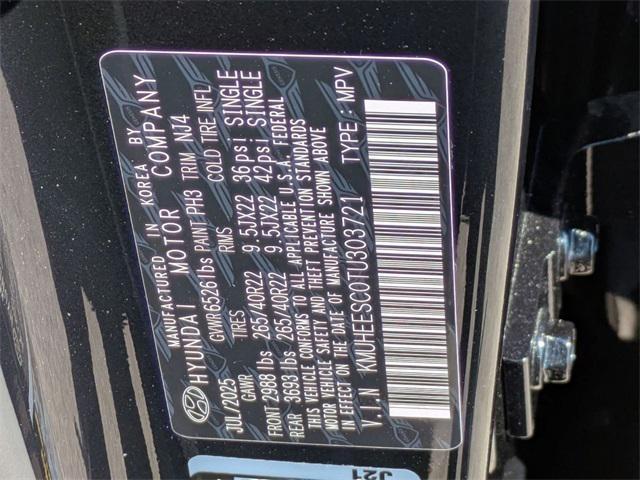 MANUFACTURED IN KOREA BY
HYUNDAI MOTOR COMPANY
JUL/2025 GVWR 6526 lbs PAINT PH3 TRIM NJ4
GAWR TIRES RIMS COLD TIRE INFL
FRONT 2988 lbs 265/40R22 9.5JX22 36psi SINGLE
REAR 3693 lbs 265/40R22 9.5JX22 42psi SINGLE
THIS VEHICLE CONFORMS TO ALL APPLICABLE U.S.A. FEDERAL
MOTOR VEHICLE SAFETY AND THEFT PREVENTION STANDARDS
IN EFFECT ON THE DATE OF MANUFACTURE SHOWN ABOVE
V.I.N : KMUHEESC0TU303721 TYPE : MPV
J21